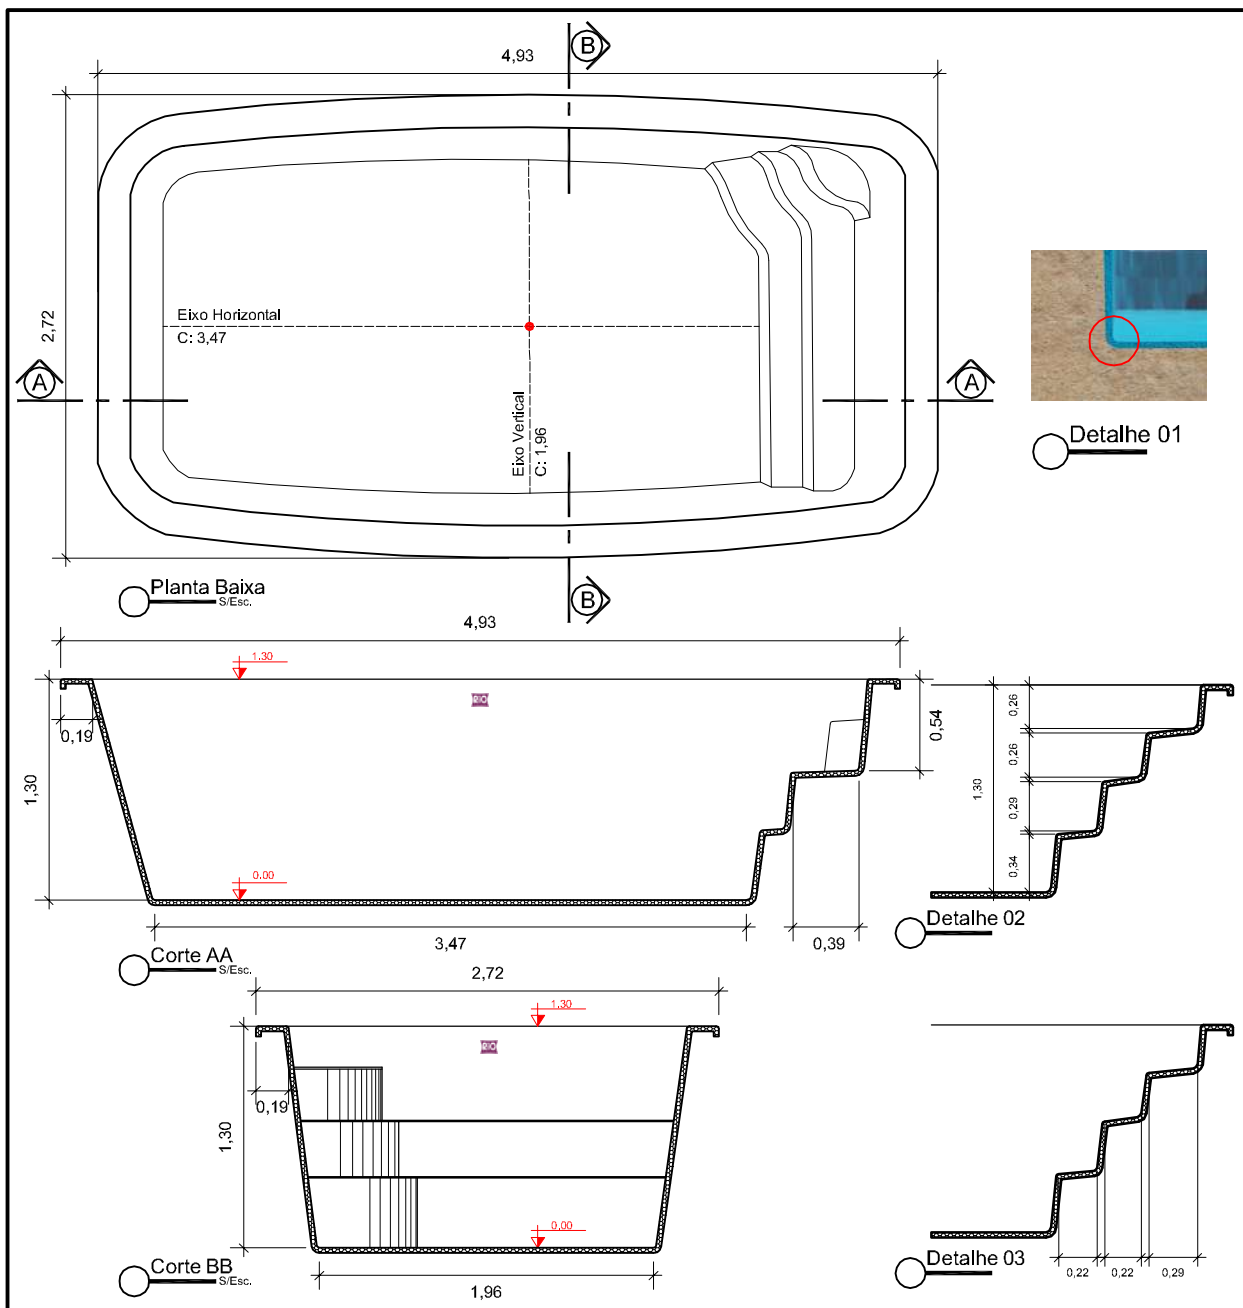 4,93
B
2,72
Eixo Horizontal
C: 3,47
Eixo Vertical
C: 1,96
A
A
Detalhe 01
Planta Baixa
S/Esc.
B
4,93
1.30
RIO
0,19
1,30
0,54
0.00
3,47
0,39
Corte AA
S/Esc.
0,26
0,26
1,30
0,29
0,34
Detalhe 02
2,72
1.30
RIO
0,19
1,30
0.00
1,96
Corte BB
S/Esc.
0,22
0,22
0,29
Detalhe 03